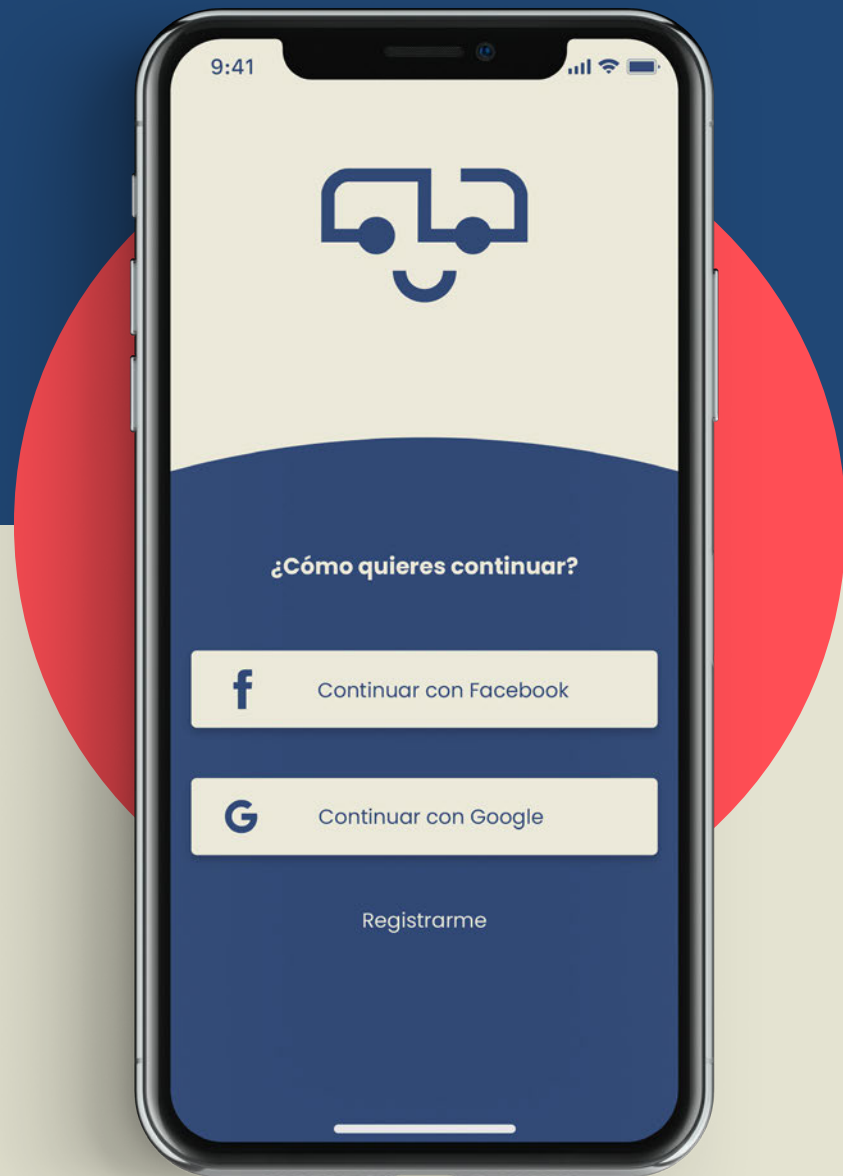 9:41
¿Cómo quieres continuar?
Continuar con Facebook
Continuar con Google
Registrarme